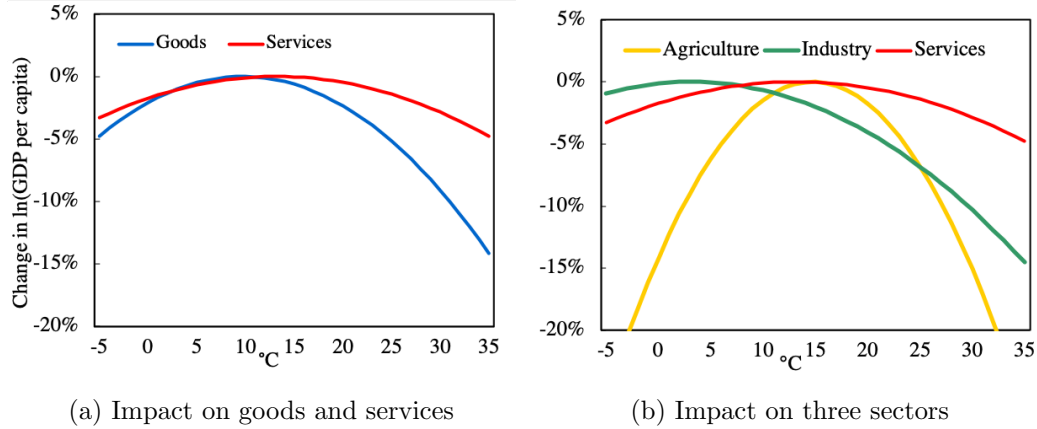 Change in ln(GDP per capita)
5%
0%
-5%
-10%
-15%
-20%
Goods Services
-5 0 5 10 15 20 25 30 35
°C
(a) Impact on goods and services
5%
0%
-5%
-10%
-15%
-20%
Agriculture Industry Services
-5 0 5 10 15 20 25 30 35
°C
(b) Impact on three sectors